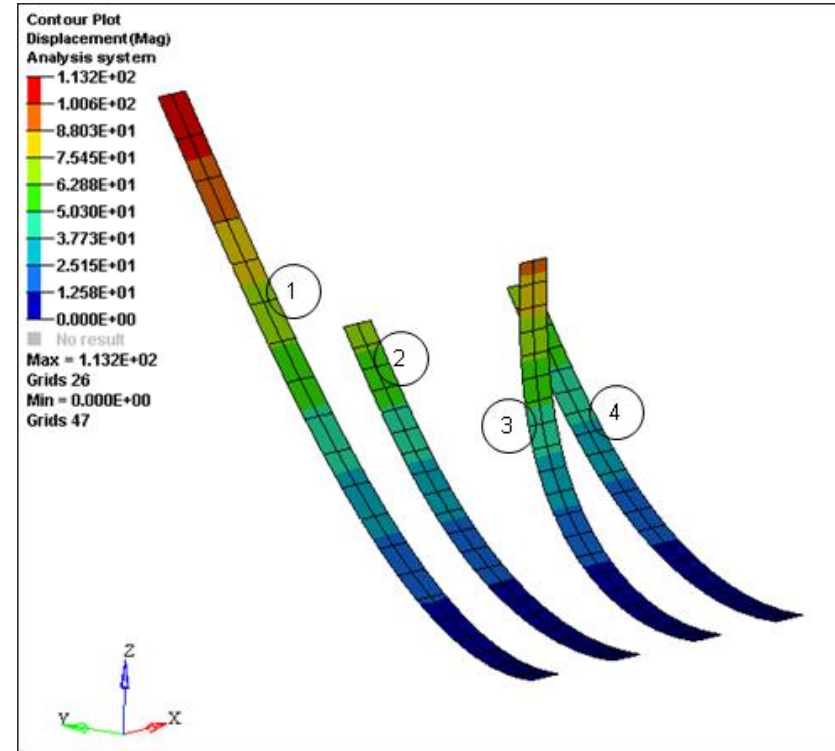 Contour Plot
Displacement(Mag)
Analysis system
1.132E+02
1.006E+02
8.803E+01
7.545E+01
6.288E+01
5.030E+01
3.773E+01
2.515E+01
1.258E+01
0.000E+00
No result
Max = 1.132E+02
Grids 26
Min = 0.000E+00
Grids 47
1
2
3
4
Z
Y
X